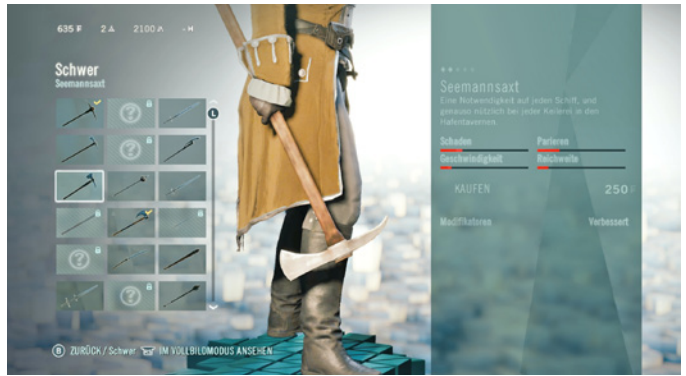 635 F 2 2100
Schwer
Seemannsaxt
L
Seemannsaxt
Eine Notwendigkeit auf jeden Schiff, und
genauso nützlich bei jeder Keilerei in den
Hafentavernen.
Schaden Parieren
Geschwindigkeit Reichweite
KAUFEN 250 F
Modifikatoren Verbessert
B ZURÜCK / Schwer IM VOLLBILDMODUS ANSEHEN